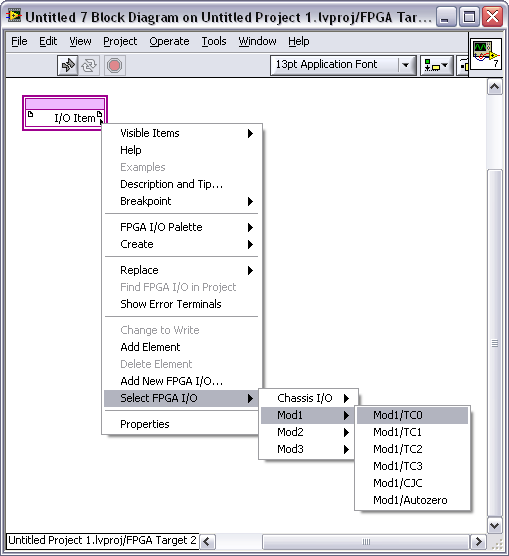 Untitled 7 Block Diagram on Untitled Project 1.lvproj/FPGA Ta...
File Edit View Project Operate Tools Window Help
13pt Application Font
7
I/O Item
Visible Items
Help
Examples
Description and Tip...
Breakpoint
FPGA I/O Palette
Create
Replace
Find FPGA I/O in Project
Show Error Terminals
Change to Write
Add Element
Delete Element
Add New FPGA I/O...
Select FPGA I/O
Properties
Chassis I/O
Mod1
Mod2
Mod3
Mod1/TC0
Mod1/TC1
Mod1/TC2
Mod1/TC3
Mod1/CJC
Mod1/Autozero
Untitled Project 1.lvproj/FPGA Target 2